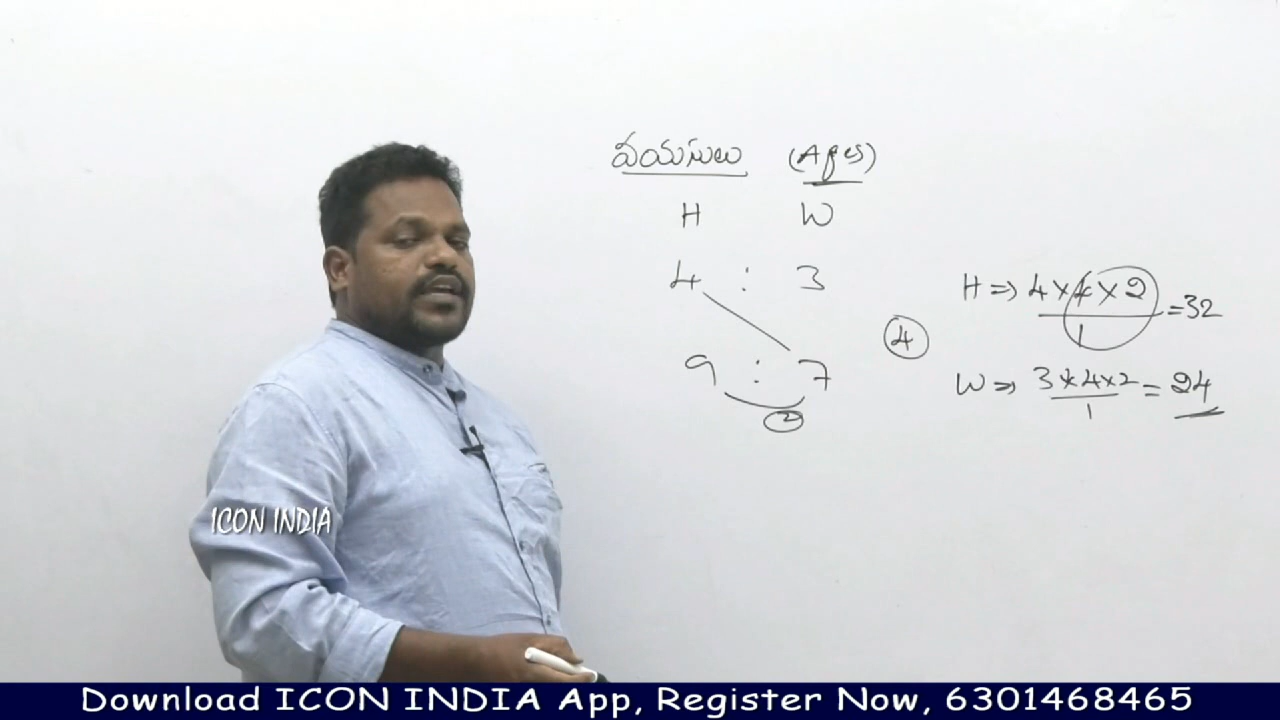 వయసులు (Ages)
H W
4 : 3
9 : 7
2
4
H => 4 x 4 x 2 / 1 = 32
W => 3 x 4 x 2 / 1 = 24
ICON INDIA
Download ICON INDIA App, Register Now, 6301468465